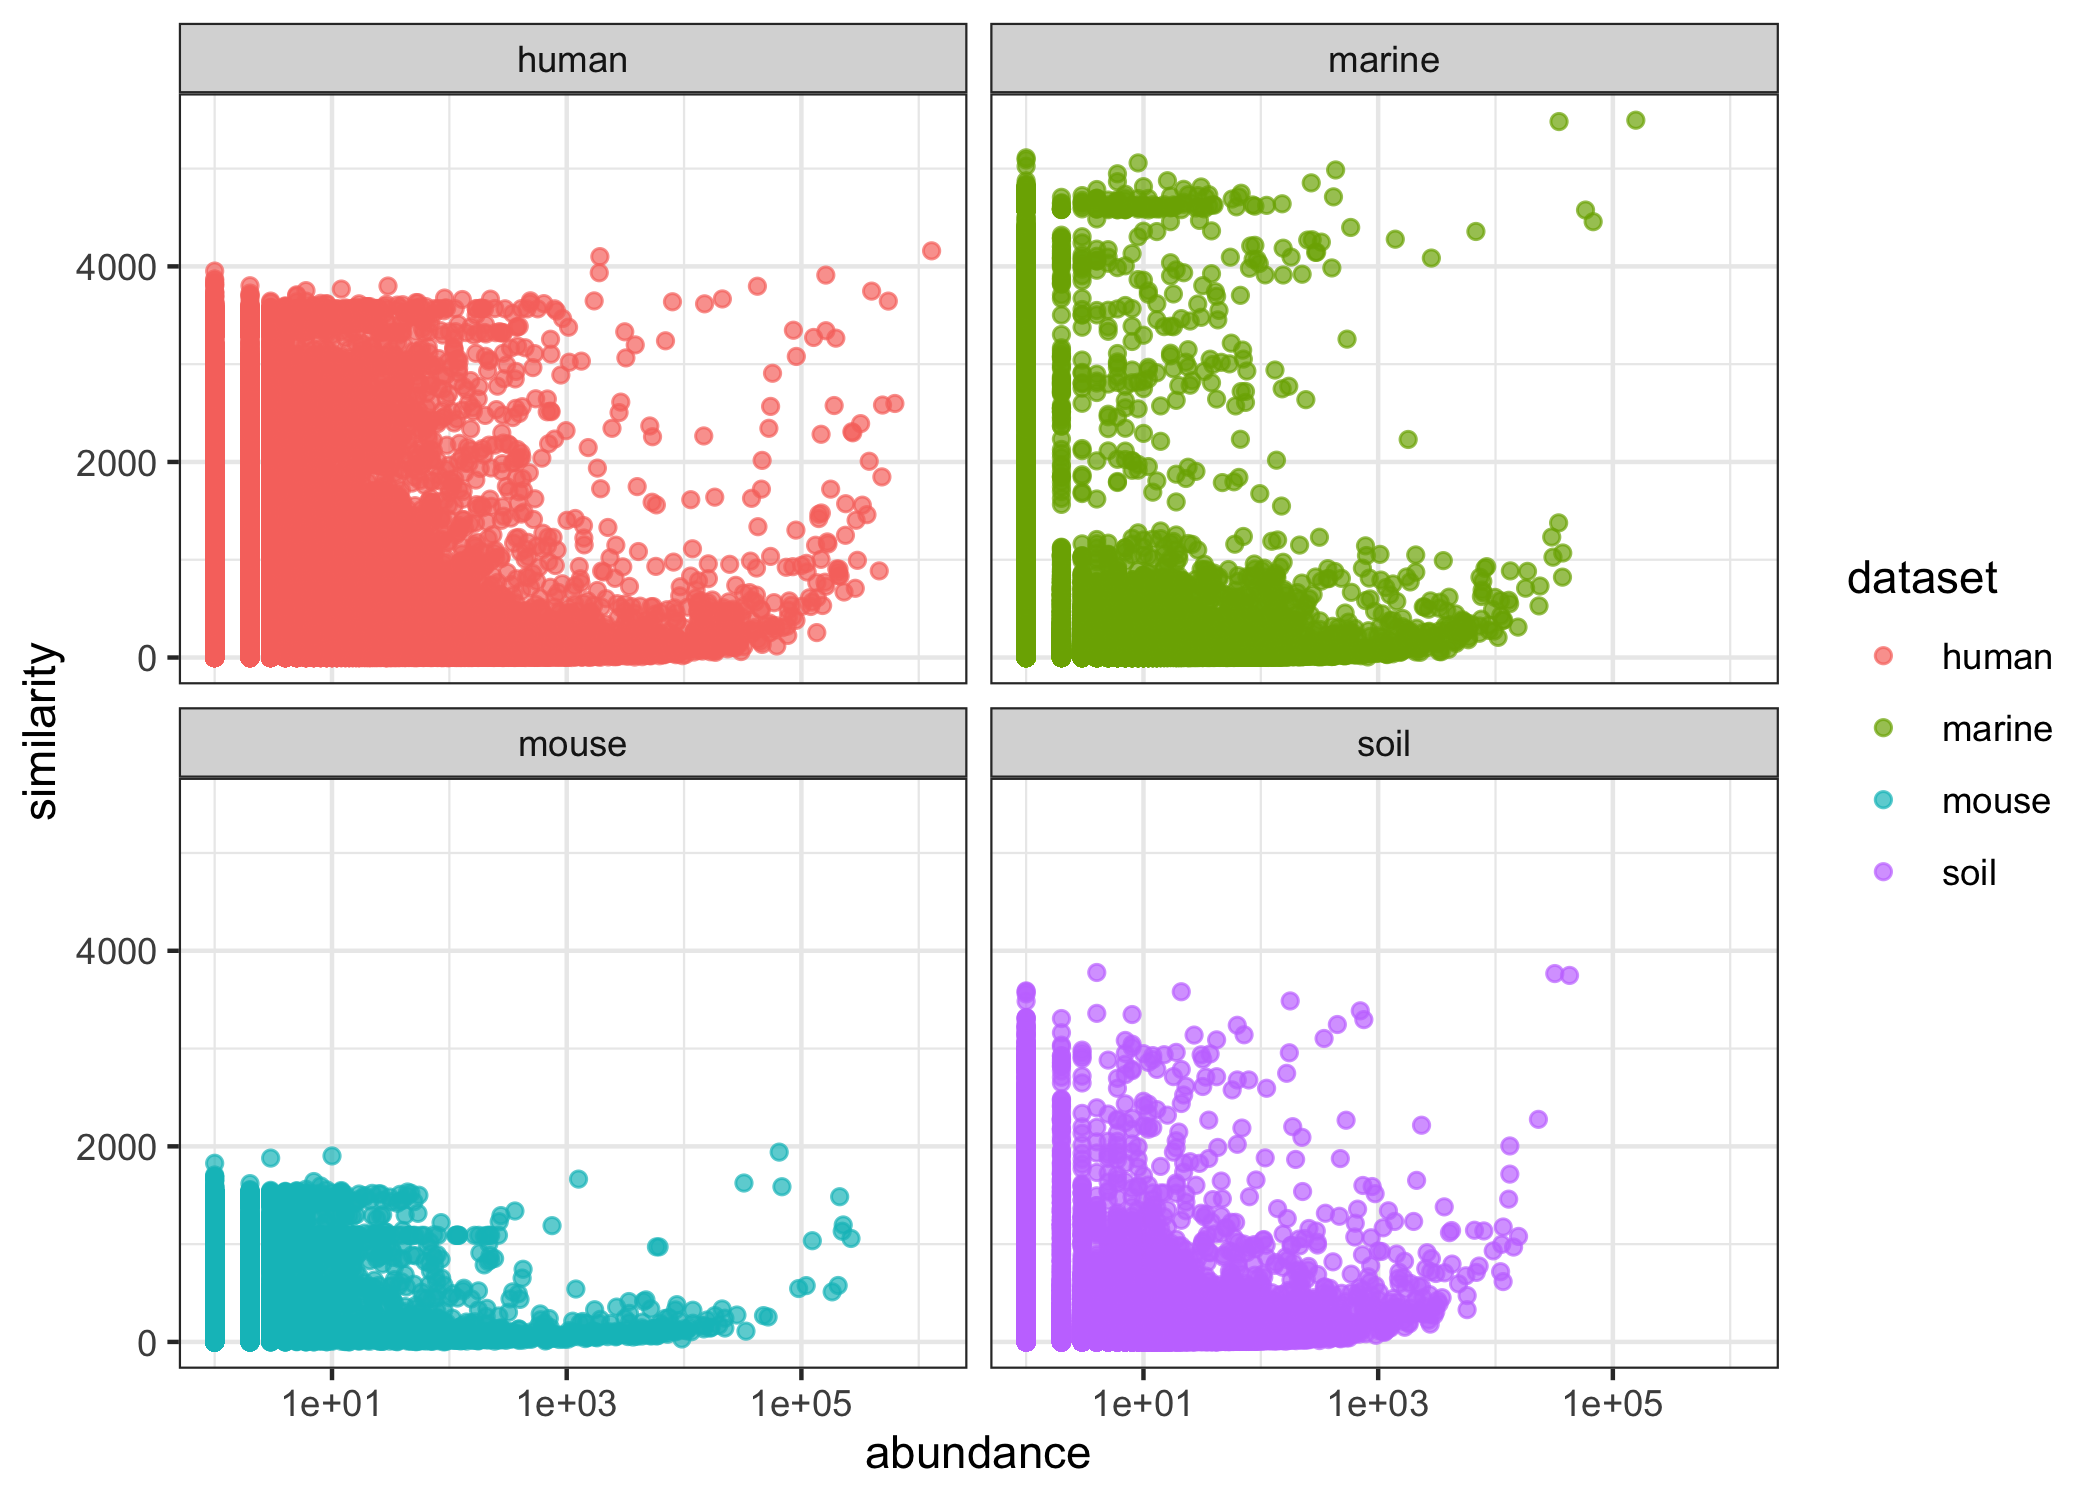 human
marine
4000
2000
0
mouse
soil
4000
2000
0
1e+01
1e+03
1e+05
1e+01
1e+03
1e+05
abundance
similarity
dataset
human
marine
mouse
soil